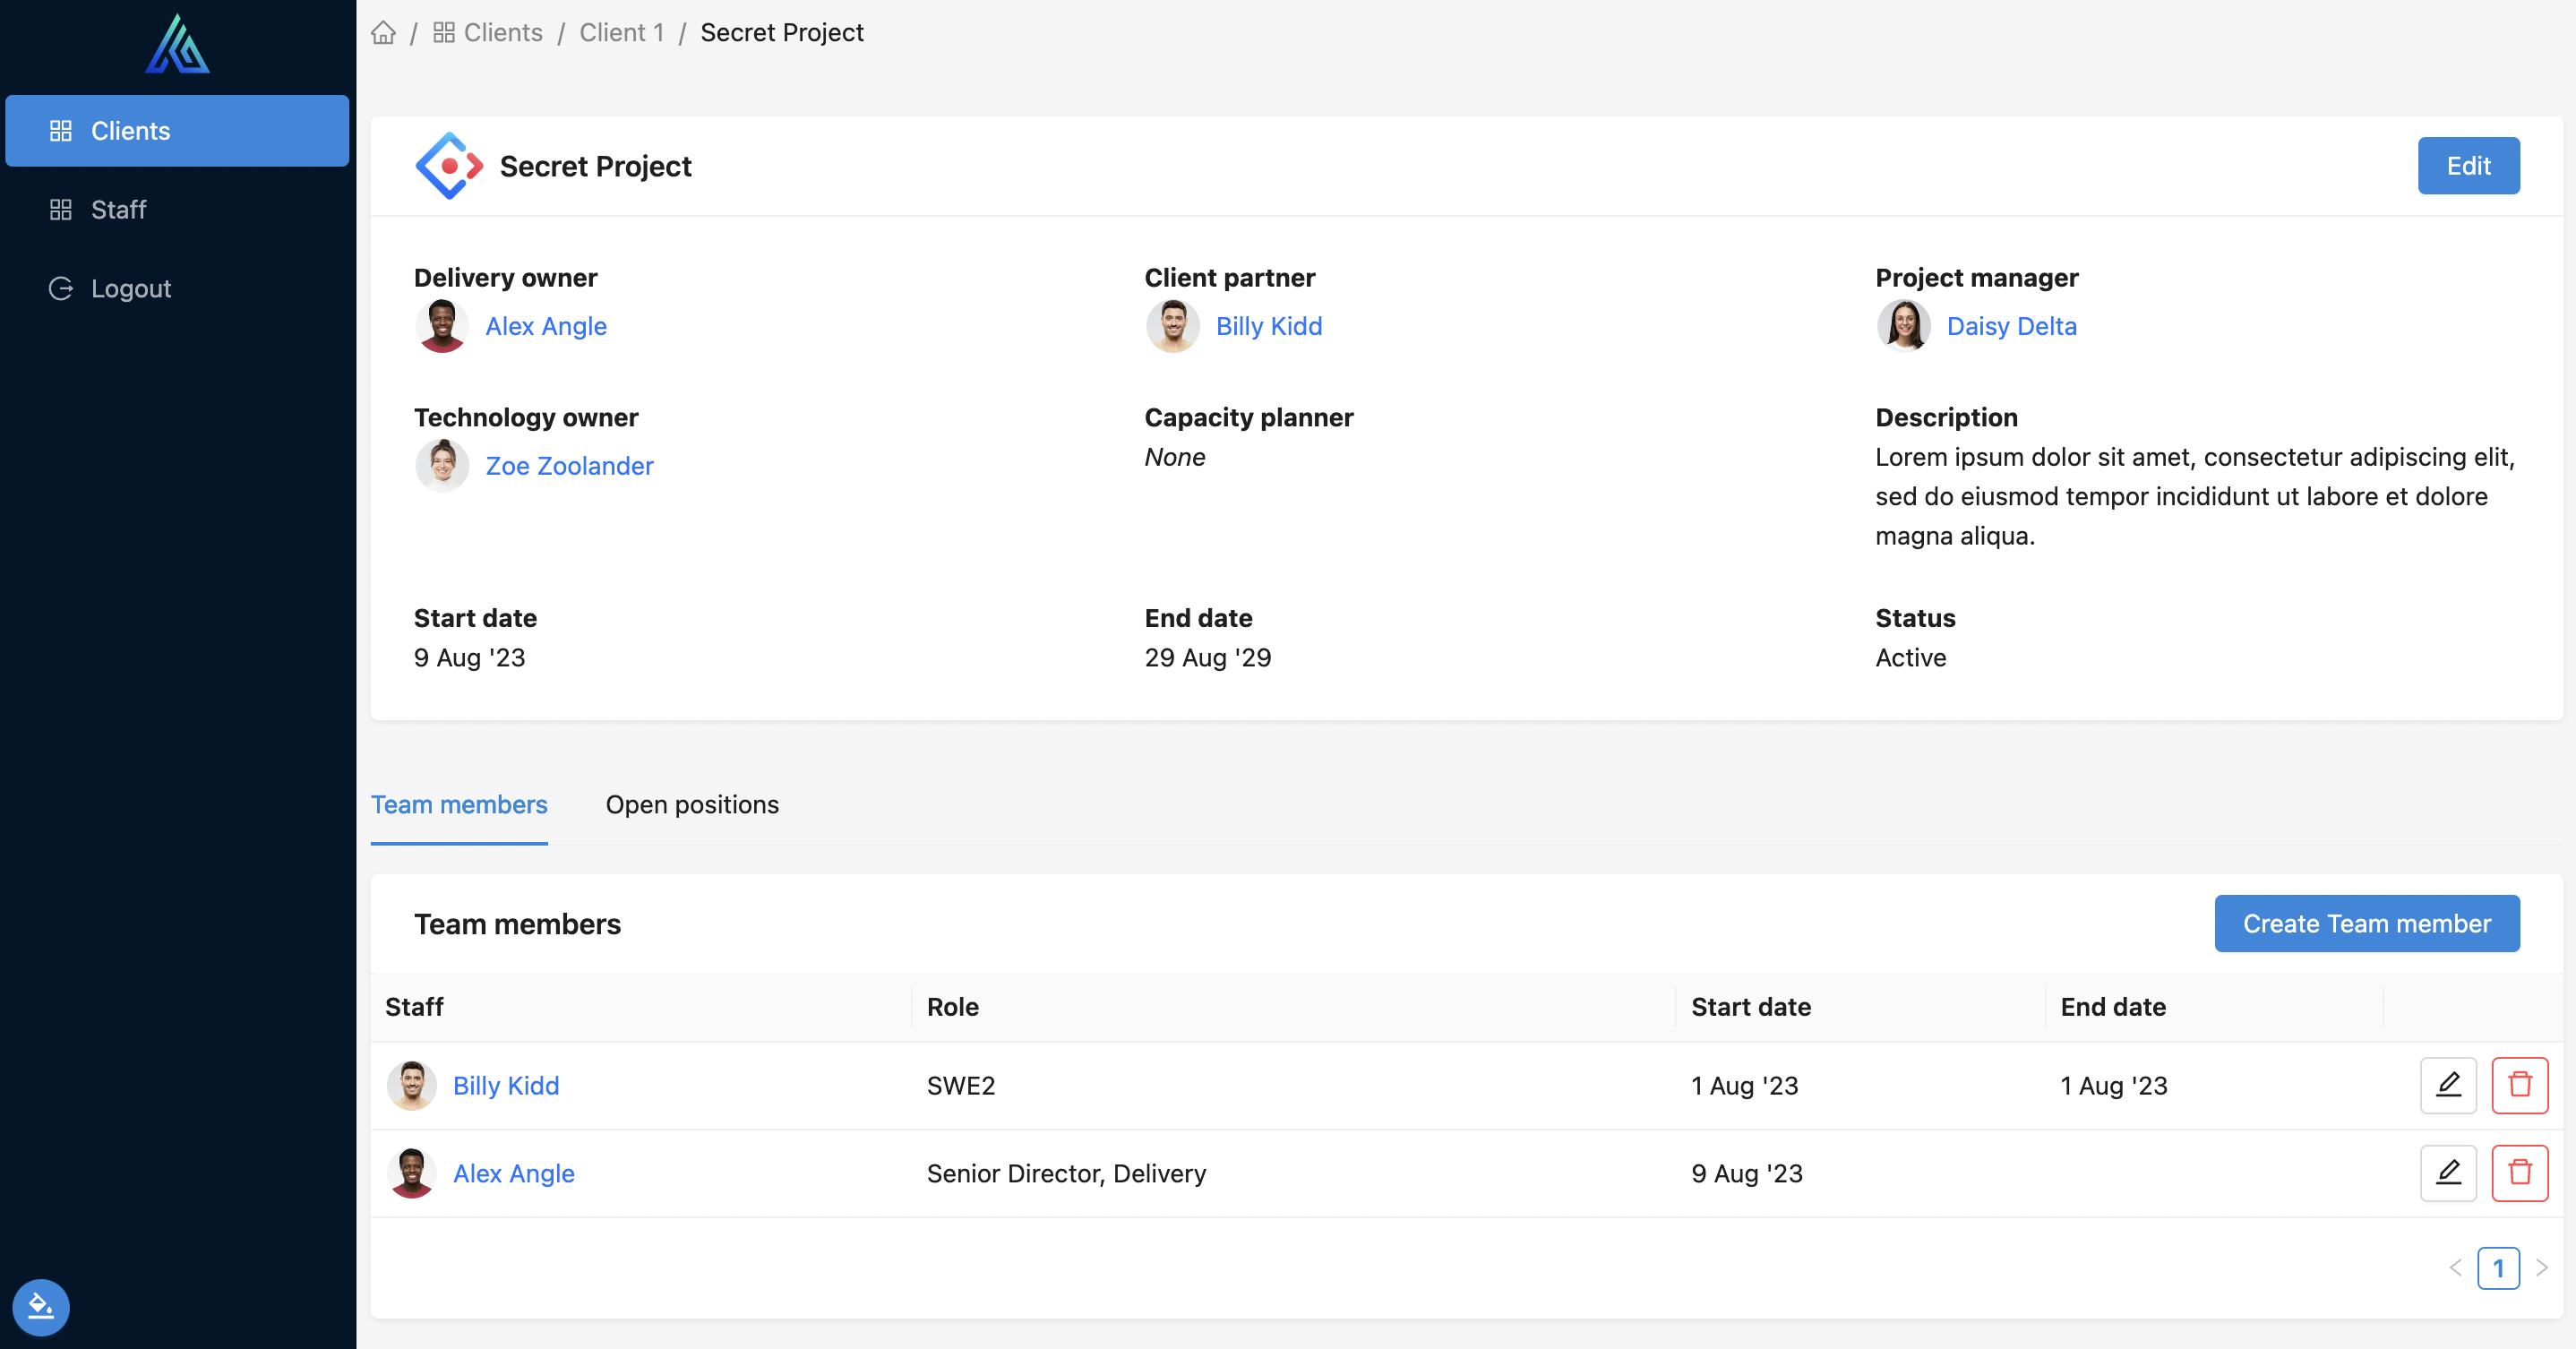 / Clients / Client 1 / Secret Project
Clients
Staff
Logout
Secret Project
Edit
Delivery owner
Alex Angle
Client partner
Billy Kidd
Project manager
Daisy Delta
Technology owner
Zoe Zoolander
Capacity planner
None
Description
Lorem ipsum dolor sit amet, consectetur adipiscing elit,
sed do eiusmod tempor incididunt ut labore et dolore
magna aliqua.
Start date
9 Aug '23
End date
29 Aug '29
Status
Active
Team members Open positions
Team members
Create Team member
Staff Role Start date End date
Billy Kidd SWE2 1 Aug '23 1 Aug '23
Alex Angle Senior Director, Delivery 9 Aug '23
< 1 >